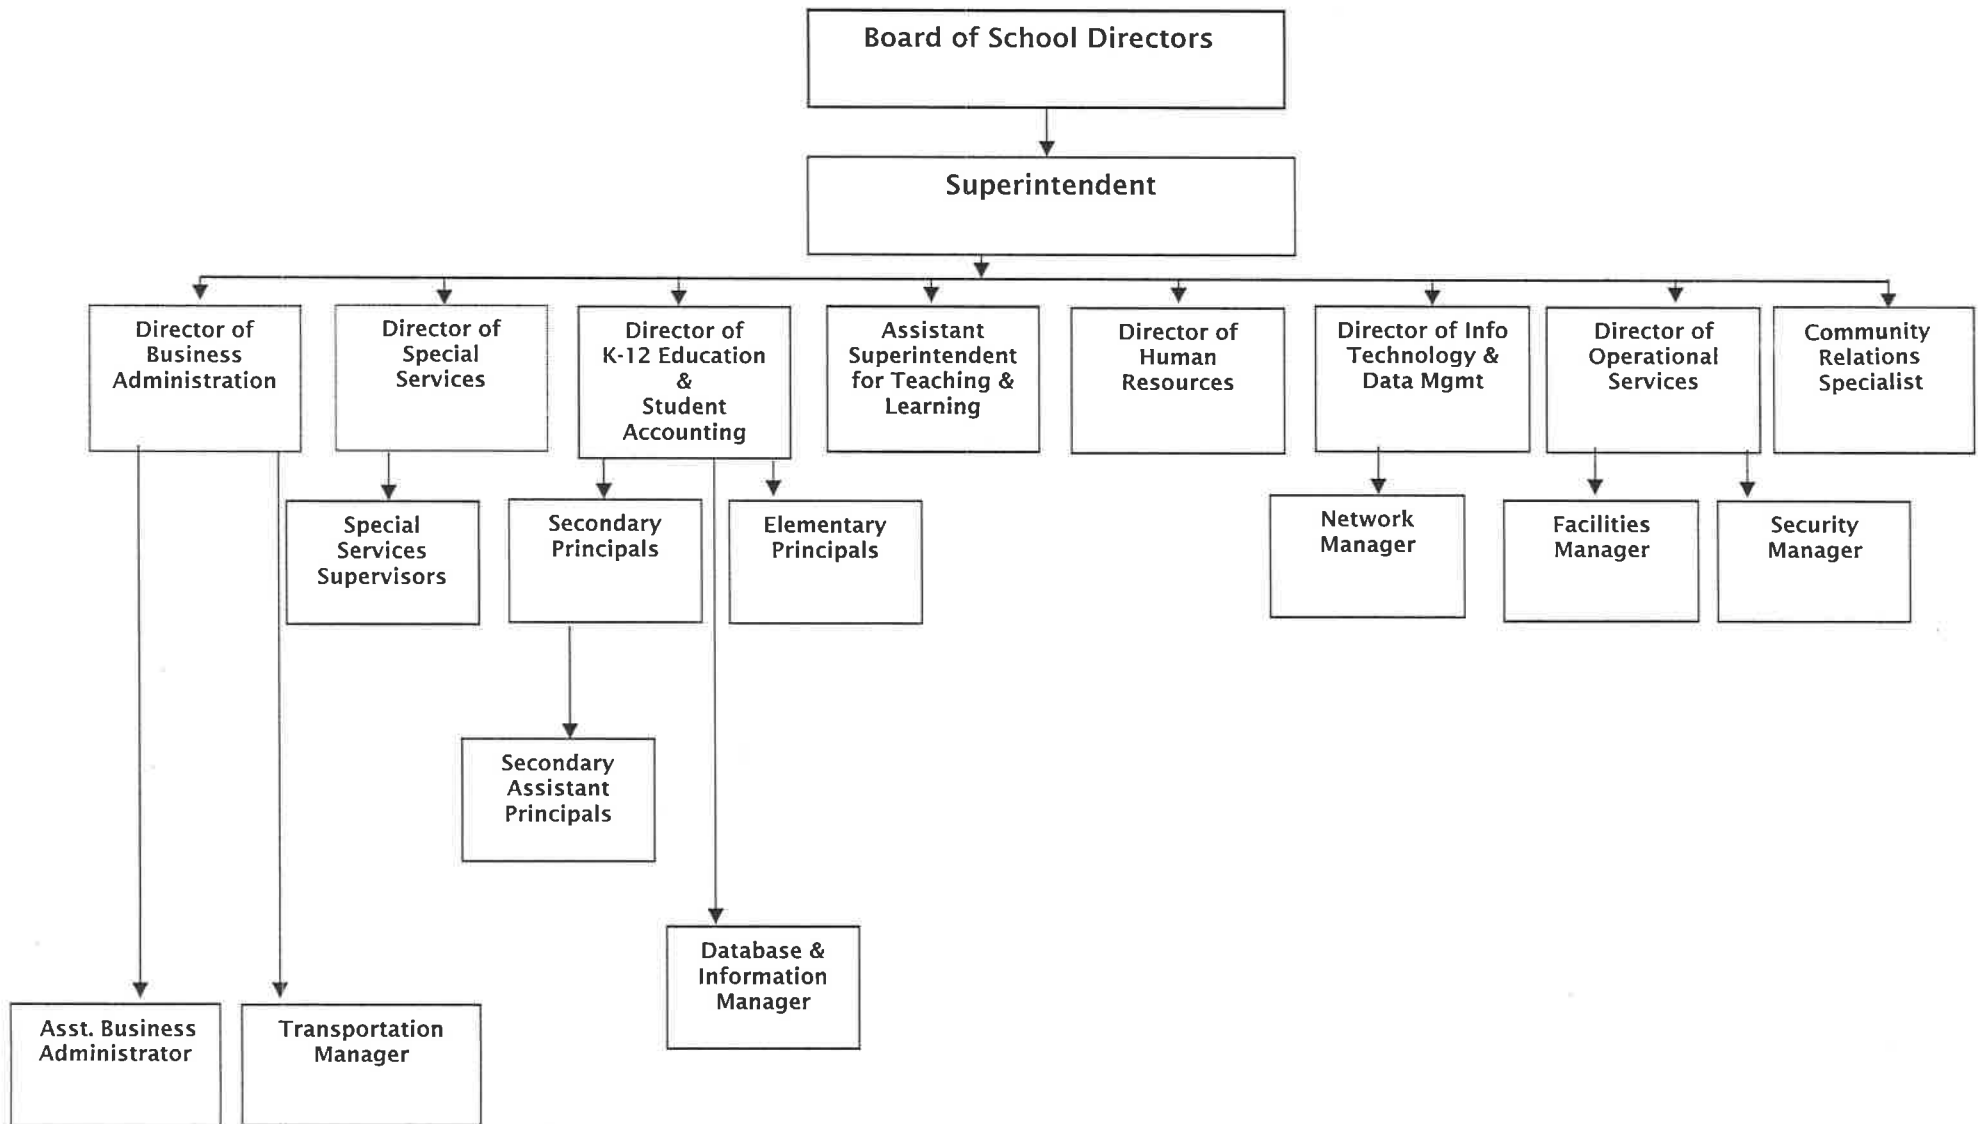 Board of School Directors
Superintendent
Director of
Business
Administration
Director of
Special
Services
Director of
K-12 Education
&
Student
Accounting
Assistant
Superintendent
for Teaching &
Learning
Director of
Human
Resources
Director of Info
Technology &
Data Mgmt
Director of
Operational
Services
Community
Relations
Specialist
Special
Services
Supervisors
Secondary
Principals
Elementary
Principals
Network
Manager
Facilities
Manager
Security
Manager
Secondary
Assistant
Principals
Database &
Information
Manager
Asst. Business
Administrator
Transportation
Manager